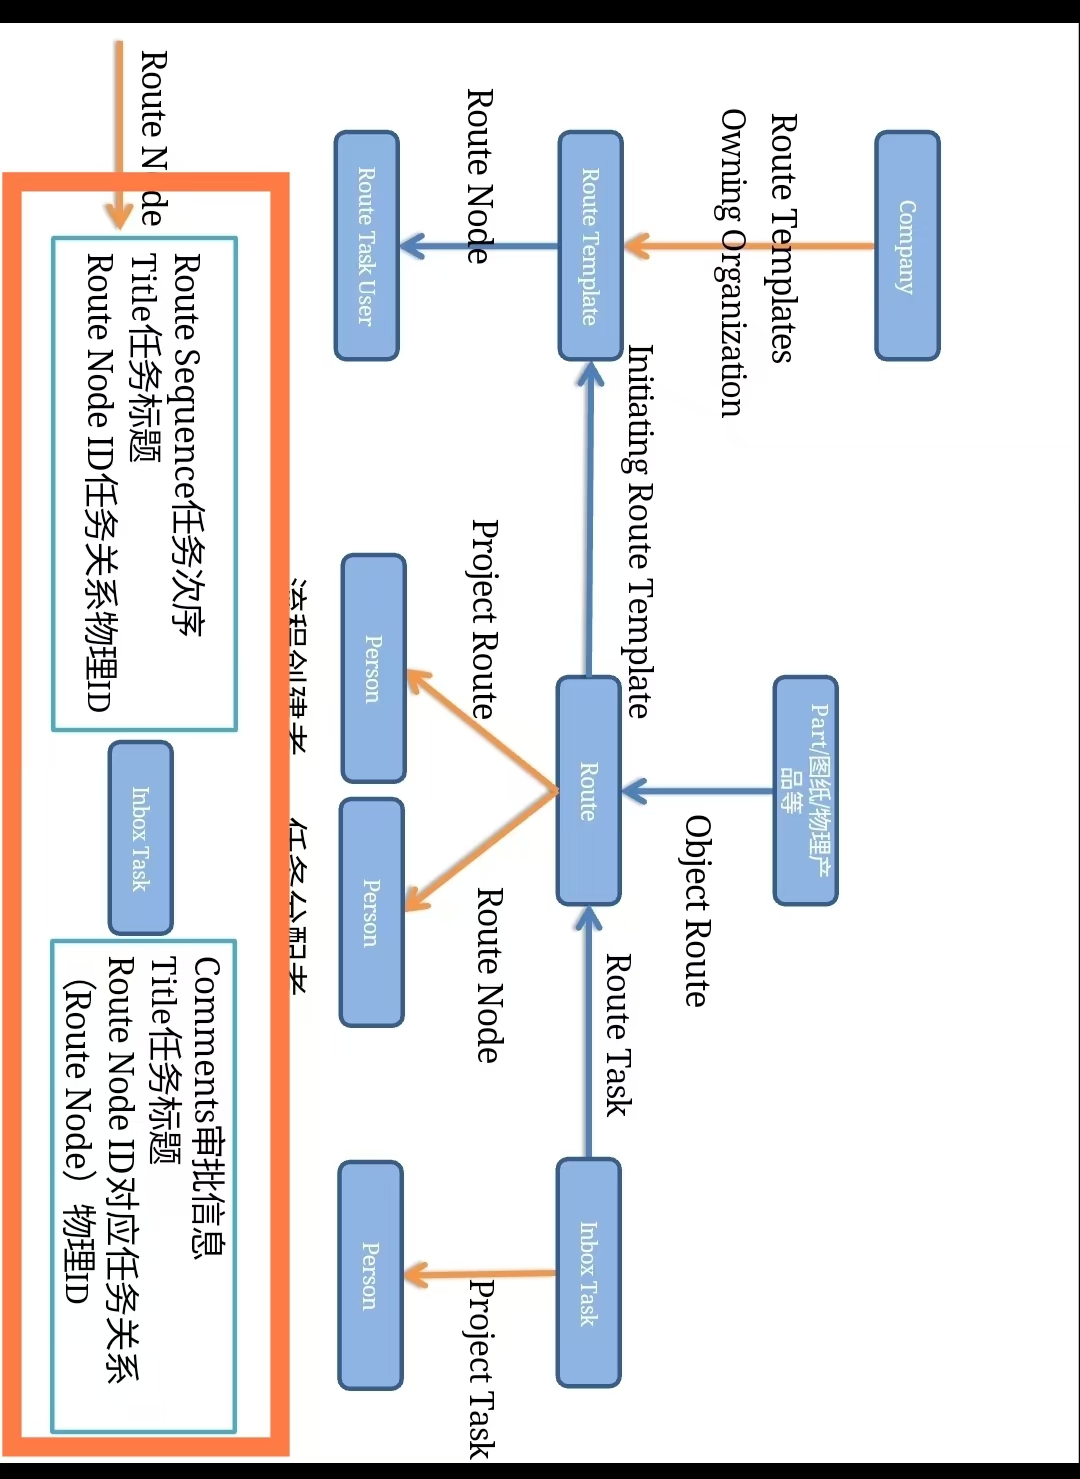 Company
Part/图纸/物理产
品等
Route Templates
Owning Organization
Object Route
Initiating Route Template
Route Task
Route Template
Route
Inbox Task
Route Node
Project Route
Route Node
Project Task
Route Task User
Person
Person
Person
流程创建者
任务分配者
Route Node
Route Sequence任务次序
Title任务标题
Route Node ID任务关系物理ID
Inbox Task
Comments审批信息
Title任务标题
Route Node ID对应任务关系
（Route Node）物理ID